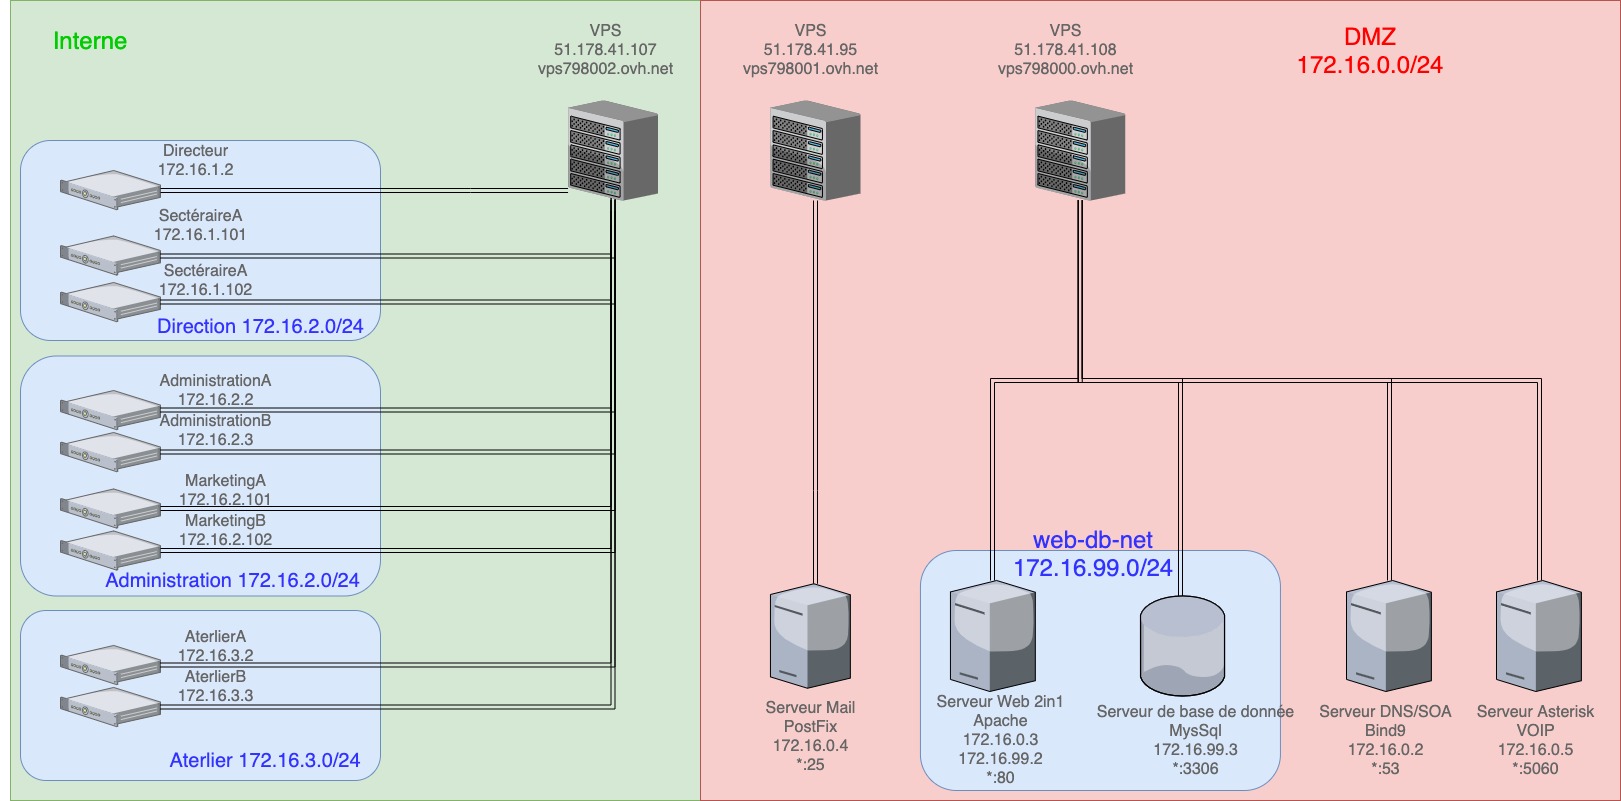 Interne
VPS
51.178.41.107
vps798002.ovh.net
VPS
51.178.41.95
vps798001.ovh.net
VPS
51.178.41.108
vps798000.ovh.net
DMZ
172.16.0.0/24
Directeur
172.16.1.2
SectéraireA
172.16.1.101
SectéraireA
172.16.1.102
Direction 172.16.2.0/24
AdministrationA
172.16.2.2
AdministrationB
172.16.2.3
MarketingA
172.16.2.101
MarketingB
172.16.2.102
Administration 172.16.2.0/24
AterlierA
172.16.3.2
AterlierB
172.16.3.3
Aterlier 172.16.3.0/24
web-db-net
172.16.99.0/24
Serveur Mail
PostFix
172.16.0.4
*:25
Serveur Web 2in1
Apache
172.16.0.3
172.16.99.2
*:80
Serveur de base de donnée
MysSql
172.16.99.3
*:3306
Serveur DNS/SOA
Bind9
172.16.0.2
*:53
Serveur Asterisk
VOIP
172.16.0.5
*:5060